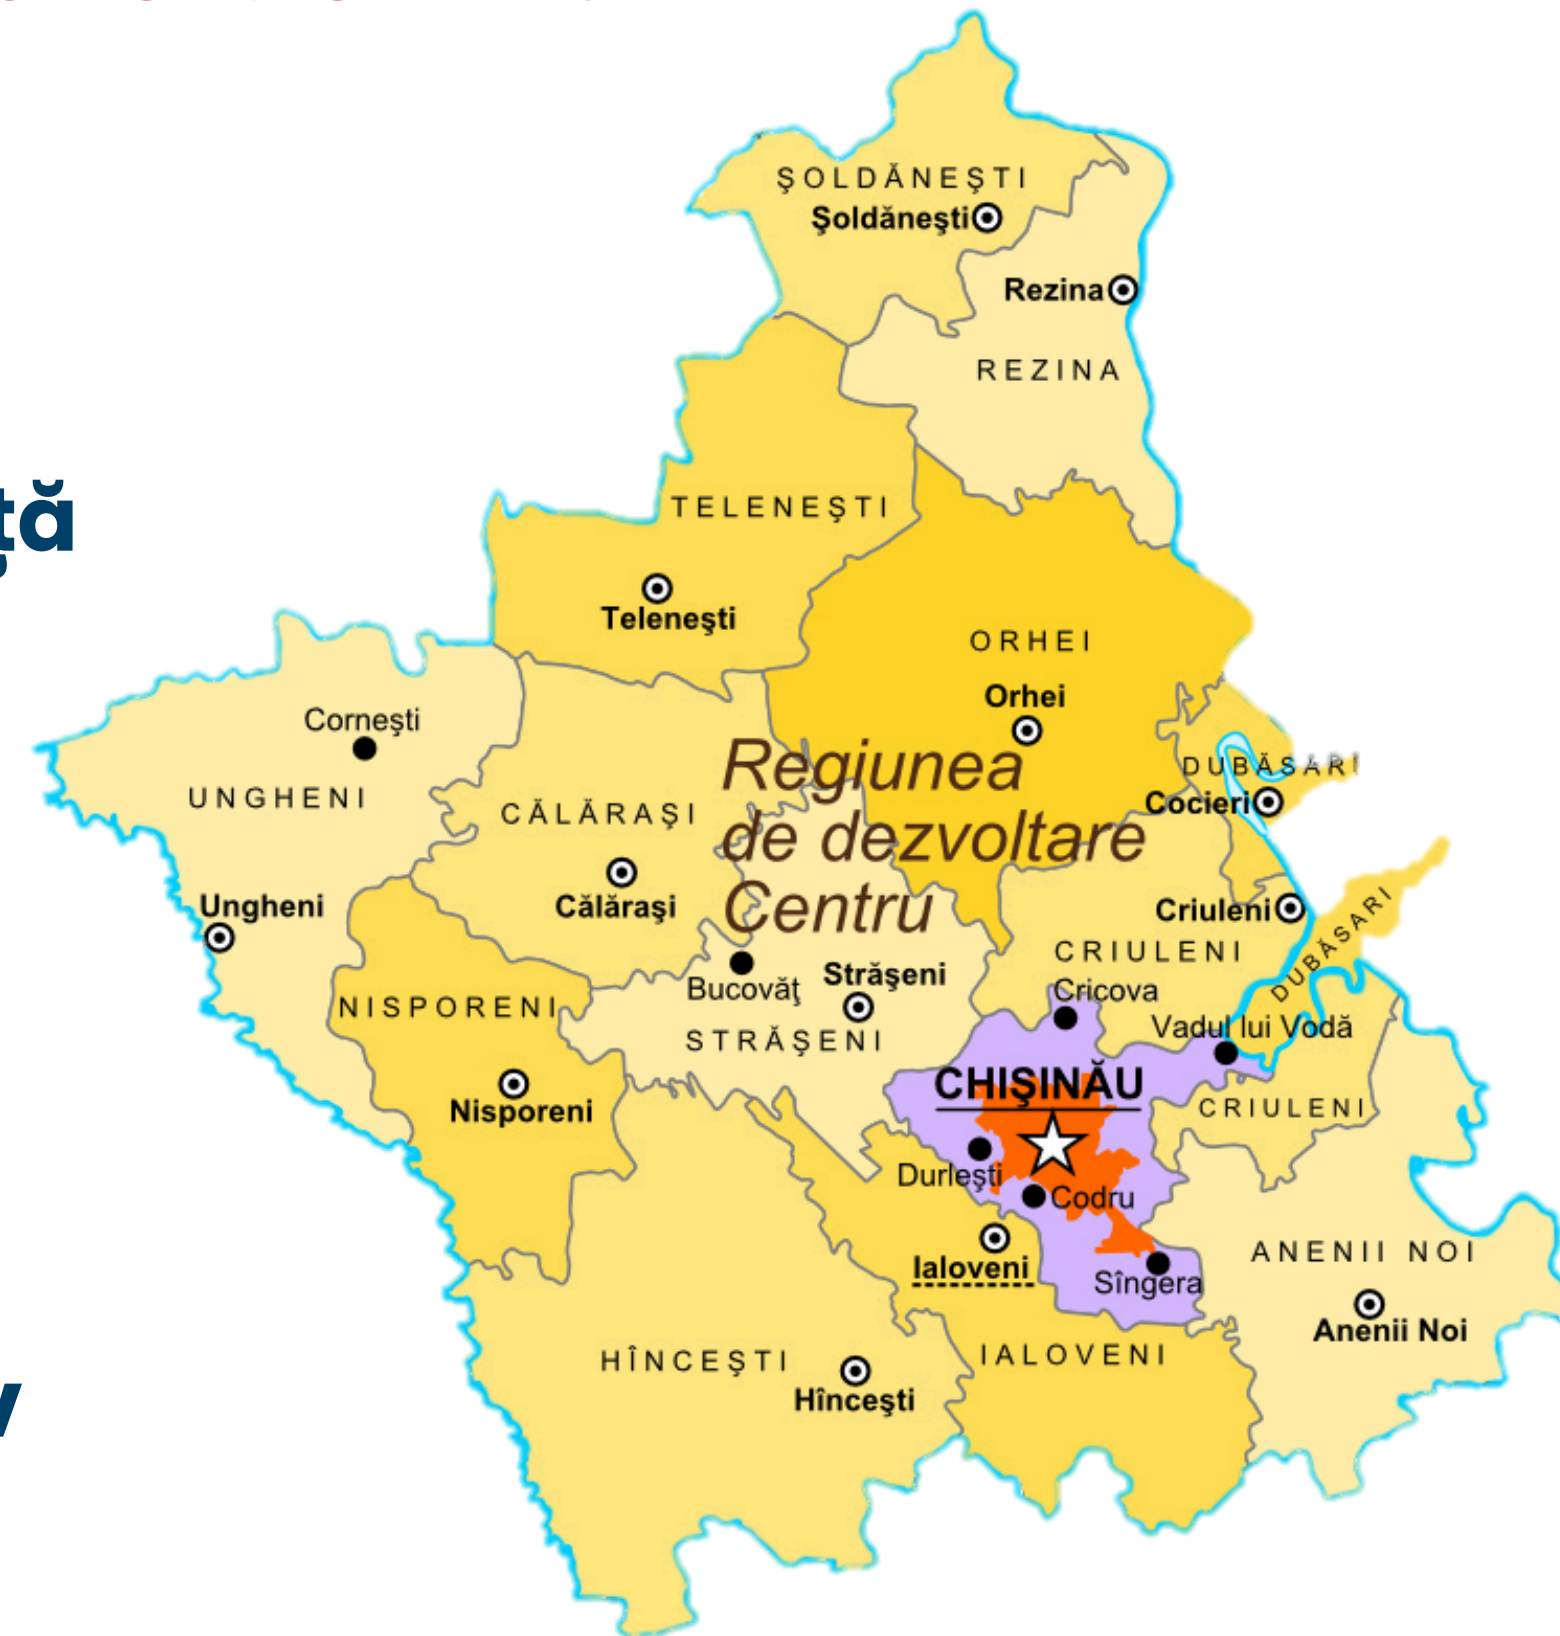 ŞOLDĂNEŞTI
Şoldăneşti
Rezina
REZINA
TELENEŞTI
Teleneşti
ORHEI
Orhei
Corneşti
UNGHENI
Ungheni
CĂLĂRAŞI
Călăraşi
Regiunea
de dezvoltare
Centru
DUBĂSARI
Cocieri
Criuleni
CRIULENI
DUBĂSARI
Bucovăţ
Străşeni
STRĂŞENI
NISPORENI
Nisporeni
Cricova
Vadul lui Vodă
CHIŞINĂU
CRIULENI
Durleşti
Codru
Ialoveni
Sîngera
ANENII NOI
Anenii Noi
HÎNCEŞTI
Hînceşti
IALOVENI